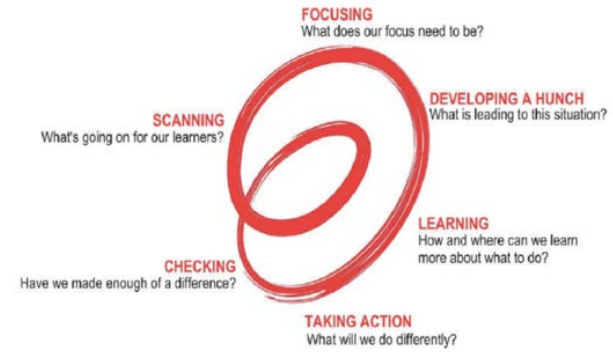 FOCUSING
What does our focus need to be?
DEVELOPING A HUNCH
What is leading to this situation?
SCANNING
What's going on for our learners?
LEARNING
How and where can we learn
more about what to do?
CHECKING
Have we made enough of a difference?
TAKING ACTION
What will we do differently?